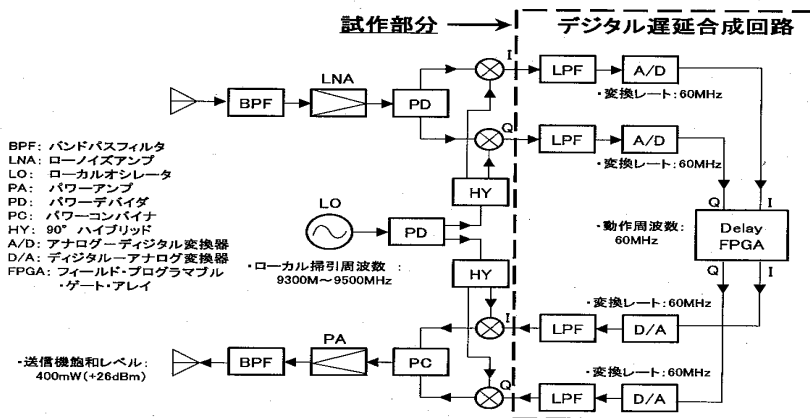 試作部分
デジタル遅延合成回路
I
LNA
LPF
A/D
BPF
PD
・変換レート:60MHz
Q
LPF
A/D
・変換レート:60MHz
BPF: バンドパスフィルタ
LNA: ローノイズアンプ
LO: ローカルオシレータ
PA: パワーアンプ
PD: パワーデバイダ
PC: パワーコンバイナ
HY: 90°ハイブリッド
A/D: アナログーディジタル変換器
D/A: ディジタルーアナログ変換器
FPGA: フィールド・プログラマブル
・ゲート・アレイ
HY
LO
PD
・ローカル掃引周波数:
9300M～9500MHz
HY
Q
I
・動作周波数:
60MHz
Delay
FPGA
Q
I
・変換レート:60MHz
I
LPF
D/A
PA
・送信機飽和レベル:
400mW(+26dBm)
BPF
PC
・変換レート:60MHz
Q
LPF
D/A